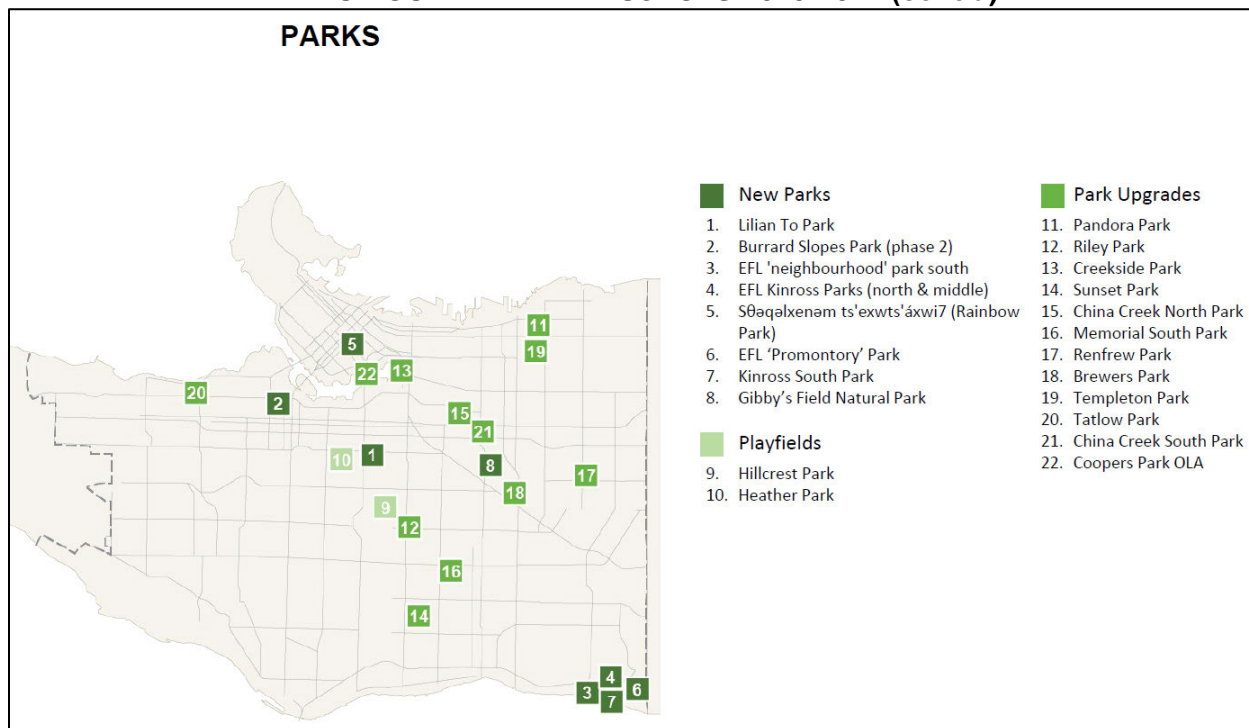 PARKS
New Parks
1. Lilian To Park
2. Burrard Slopes Park (phase 2)
3. EFL 'neighbourhood' park south
4. EFL Kinross Parks (north & middle)
5. Sθəqəlxenəm ts'exwts'áxwi7 (Rainbow
Park)
6. EFL ‘Promontory’ Park
7. Kinross South Park
8. Gibby’s Field Natural Park
Playfields
9. Hillcrest Park
10. Heather Park
Park Upgrades
11. Pandora Park
12. Riley Park
13. Creekside Park
14. Sunset Park
15. China Creek North Park
16. Memorial South Park
17. Renfrew Park
18. Brewers Park
19. Templeton Park
20. Tatlow Park
21. China Creek South Park
22. Coopers Park OLA
11
5
19
22
13
20
2
15
21
10
1
8
17
18
9
12
16
14
4
3
6
7